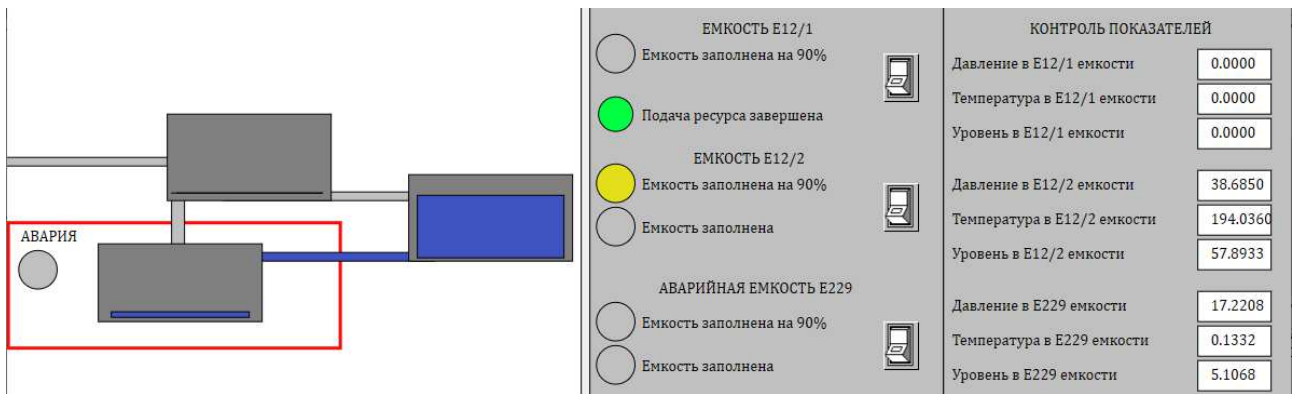 АВАРИЯ
ЕМКОСТЬ Е12/1
Емкость заполнена на 90%
Подача ресурса завершена
ЕМКОСТЬ Е12/2
Емкость заполнена на 90%
Емкость заполнена
АВАРИЙНАЯ ЕМКОСТЬ Е229
Емкость заполнена на 90%
Емкость заполнена
КОНТРОЛЬ ПОКАЗАТЕЛЕЙ
Давление в Е12/1 емкости 0.0000
Температура в Е12/1 емкости 0.0000
Уровень в Е12/1 емкости 0.0000
Давление в Е12/2 емкости 38.6850
Температура в Е12/2 емкости 194.0360
Уровень в Е12/2 емкости 57.8933
Давление в Е229 емкости 17.2208
Температура в Е229 емкости 0.1332
Уровень в Е229 емкости 5.1068